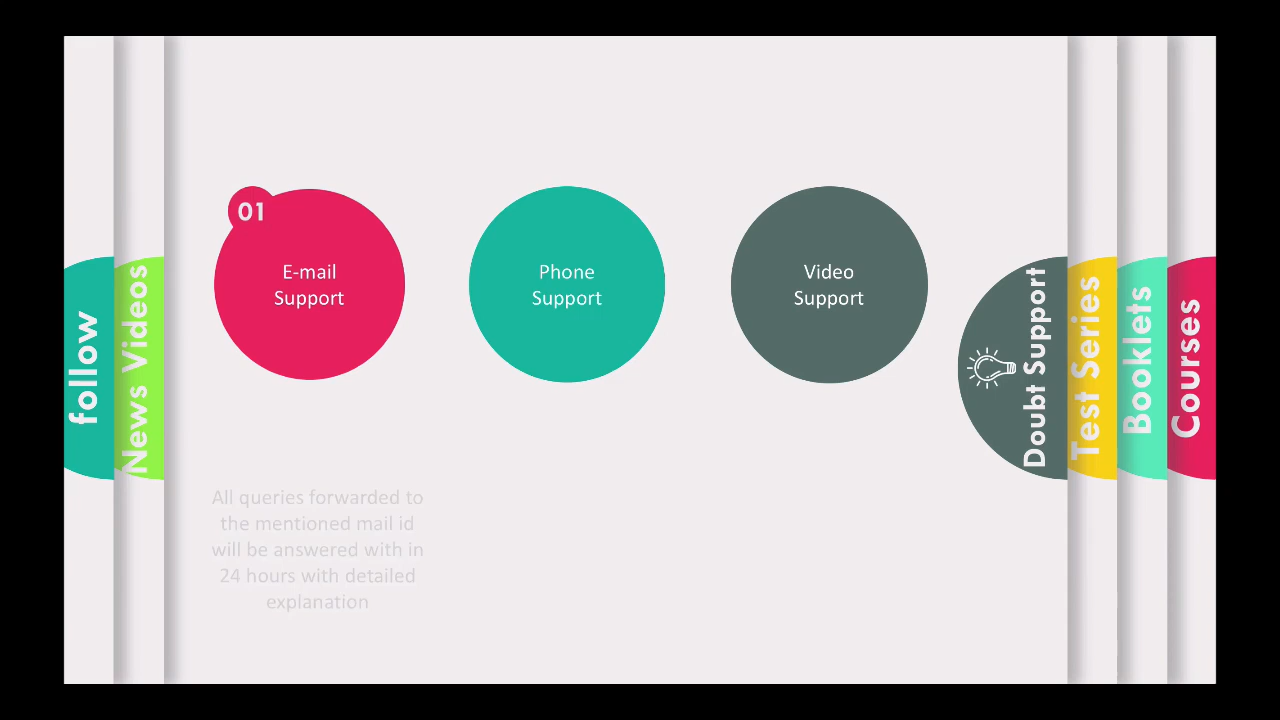 follow
News Videos
01
E-mail
Support
Phone
Support
Video
Support
All queries forwarded to
the mentioned mail id
will be answered with in
24 hours with detailed
explanation
Doubt Support
Test Series
Booklets
Courses